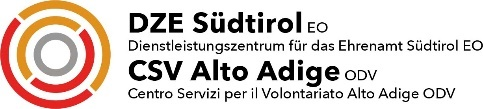 DZE Südtirol EO
Dienstleistungszentrum für das Ehrenamt Südtirol EO
CSV Alto Adige ODV
Centro Servizi per il Volontariato Alto Adige ODV